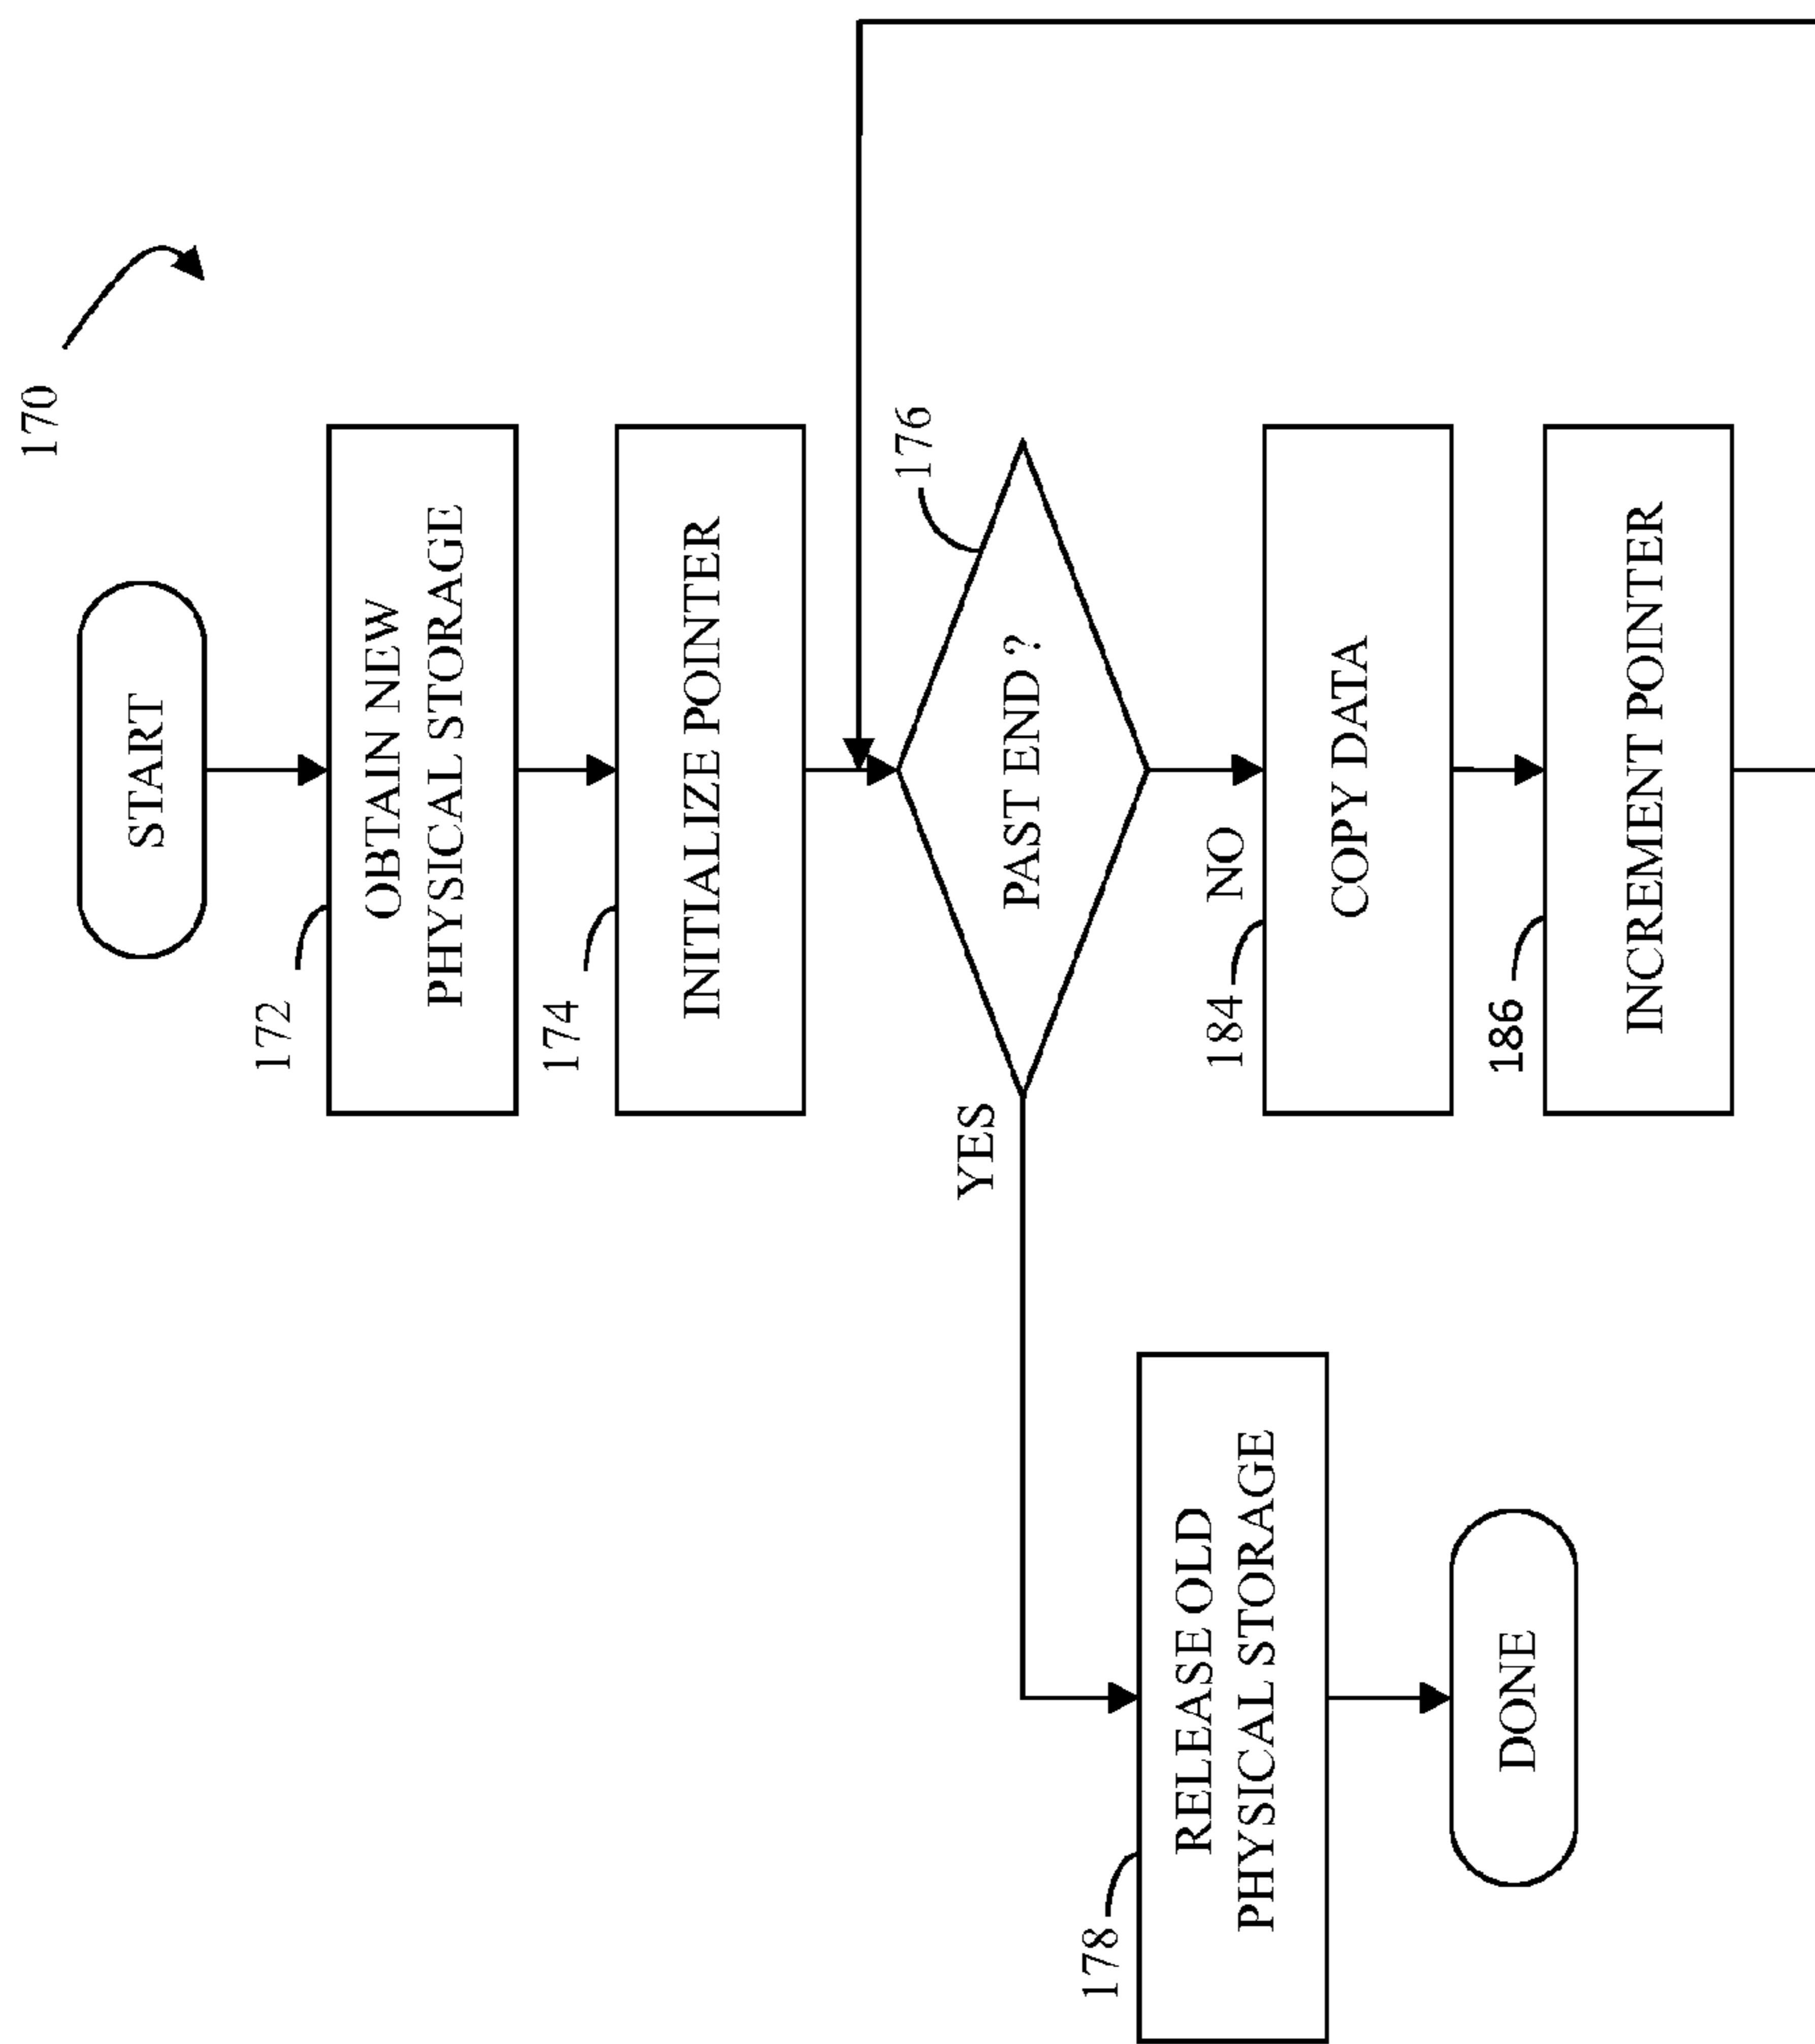 170
START
172
OBTAIN NEW
PHYSICAL STORAGE
174
INITIALIZE POINTER
176
PAST END ?
YES
NO
178
RELEASE OLD
PHYSICAL STORAGE
184
COPY DATA
DONE
186
INCREMENT POINTER